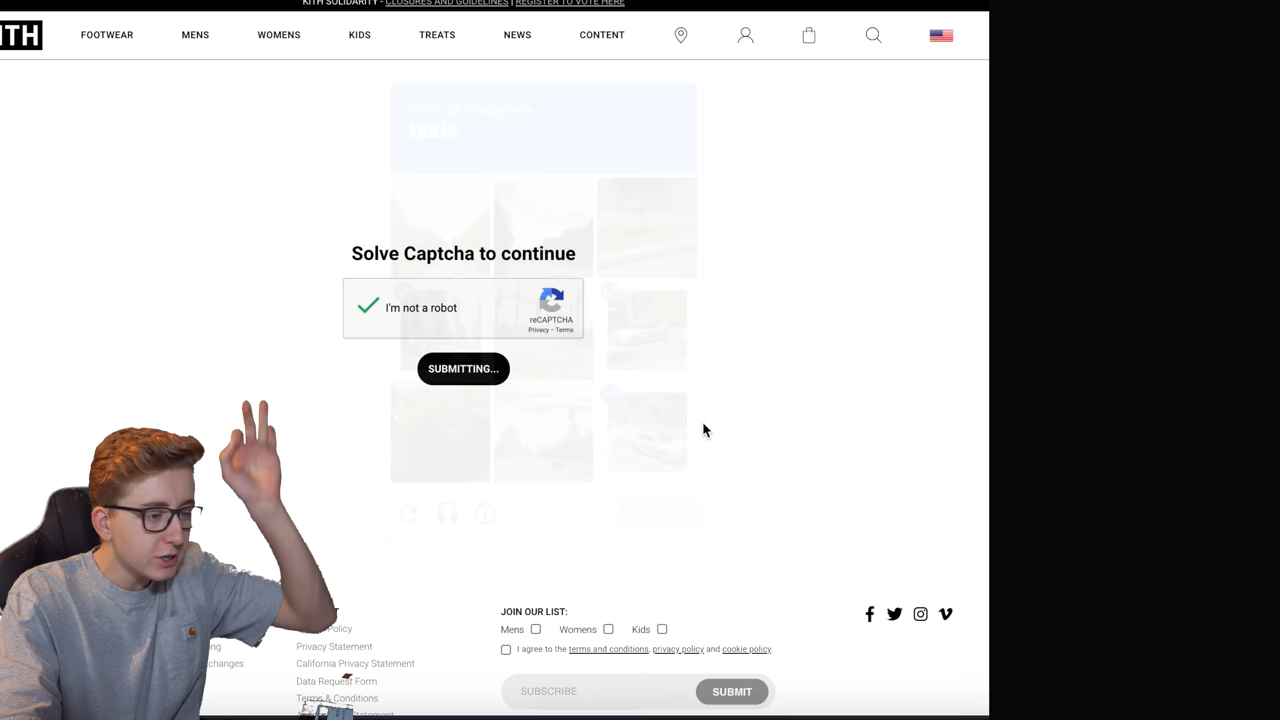 KITH SOLIDARITY - CLOSURES AND GUIDELINES | REGISTER TO VOTE HERE
ITH
FOOTWEAR MENS WOMENS KIDS TREATS NEWS CONTENT
taxis
Solve Captcha to continue
I'm not a robot
reCAPTCHA
Privacy - Terms
SUBMITTING...
JOIN OUR LIST:
Mens Womens Kids
I agree to the terms and conditions, privacy policy and cookie policy.
SUBSCRIBE SUBMIT
Policy
Privacy Statement
California Privacy Statement
Data Request Form
Terms & Conditions